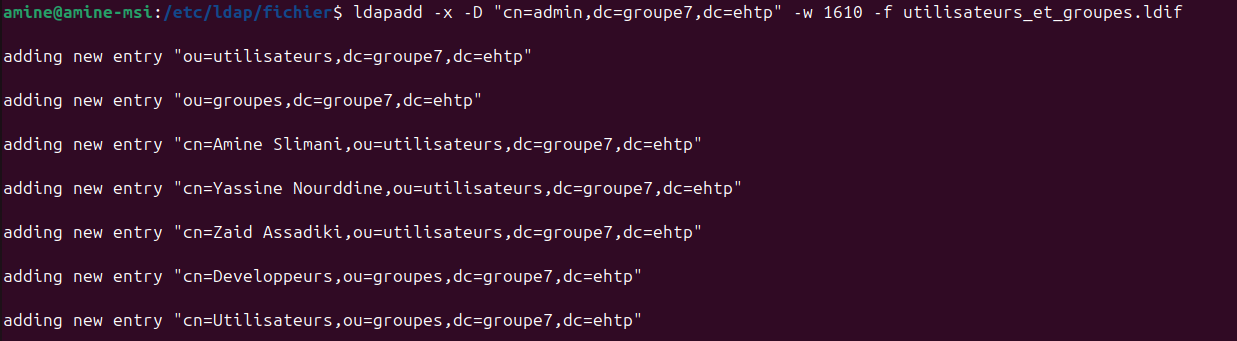 amine@amine-msi:/etc/ldap/fichier$ ldapadd -x -D "cn=admin,dc=groupe7,dc=ehtp" -w 1610 -f utilisateurs_et_groupes.ldif
adding new entry "ou=utilisateurs,dc=groupe7,dc=ehtp"
adding new entry "ou=groupes,dc=groupe7,dc=ehtp"
adding new entry "cn=Amine Slimani,ou=utilisateurs,dc=groupe7,dc=ehtp"
adding new entry "cn=Yassine Nourddine,ou=utilisateurs,dc=groupe7,dc=ehtp"
adding new entry "cn=Zaid Assadiki,ou=utilisateurs,dc=groupe7,dc=ehtp"
adding new entry "cn=Developpeurs,ou=groupes,dc=groupe7,dc=ehtp"
adding new entry "cn=Utilisateurs,ou=groupes,dc=groupe7,dc=ehtp"